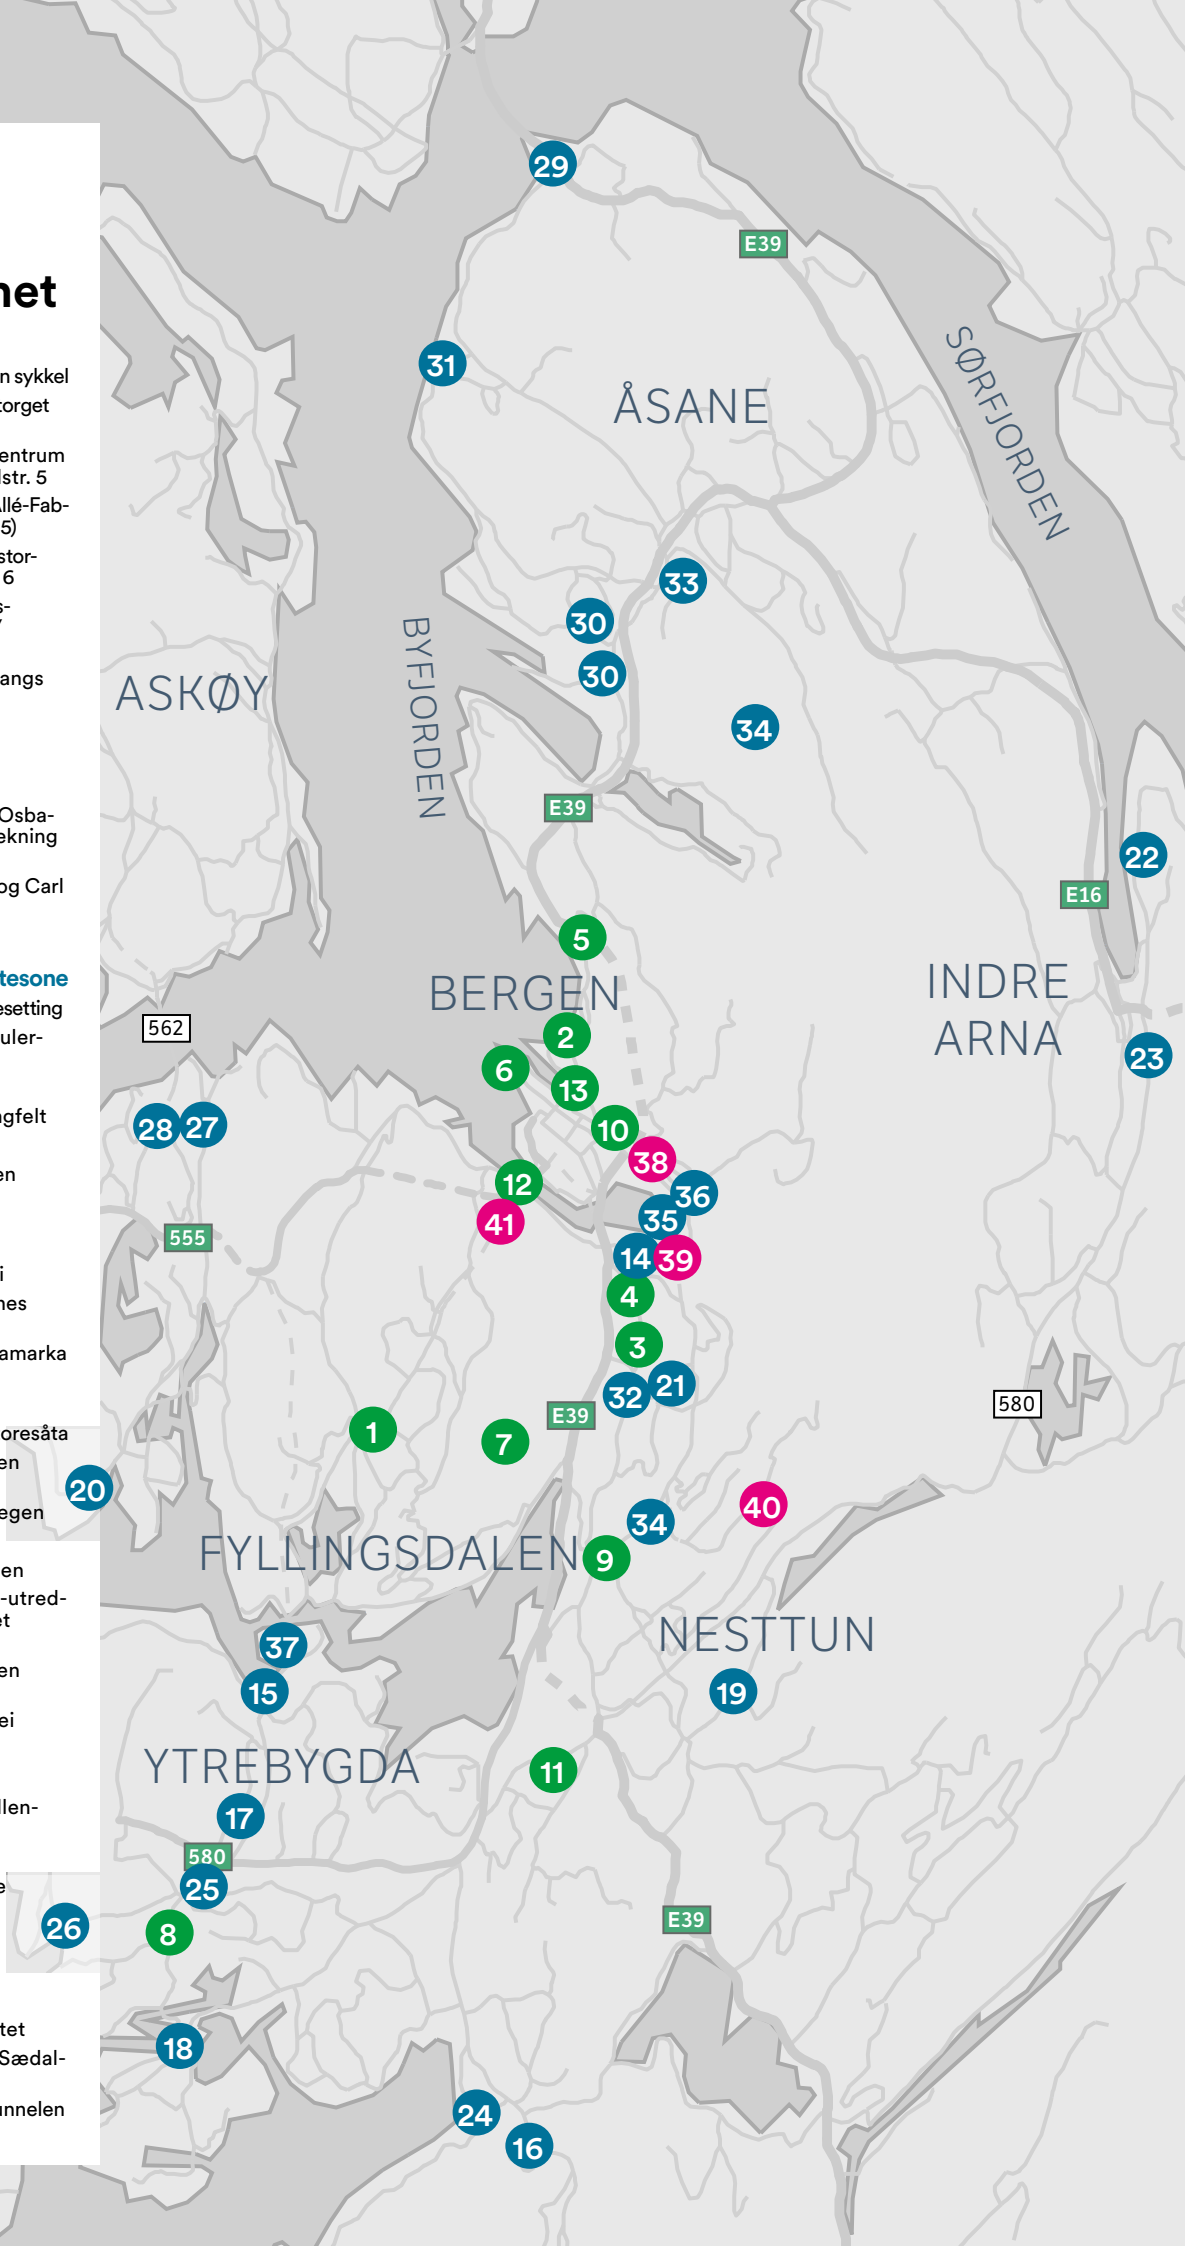 net
n sykkel
torget
entrum
lstr. 5
llé-Fab-
5)
stor-
6
s-
angs
Osba-
ekning
og Carl
tesone
esetting
uler-
ngfelt
en
i
nes
amarka
oresåta
en
egen
en
-utred-
et
en
ei
llen-
e
tet
Sædal-
unnelen
29
E39
SØRFJORDEN
31
ÅSANE
33
30
BYFJORDEN
30
ASKØY
34
E39
22
E16
5
INDRE
ARNA
BERGEN
562
2
23
6
13
28
27
10
38
12
36
41
35
555
14
39
4
3
21
32
580
E39
1
7
20
40
34
FYLLINGSDALEN
9
NESTTUN
37
15
19
YTREBYGDA
11
17
580
25
E39
26
8
18
24
16